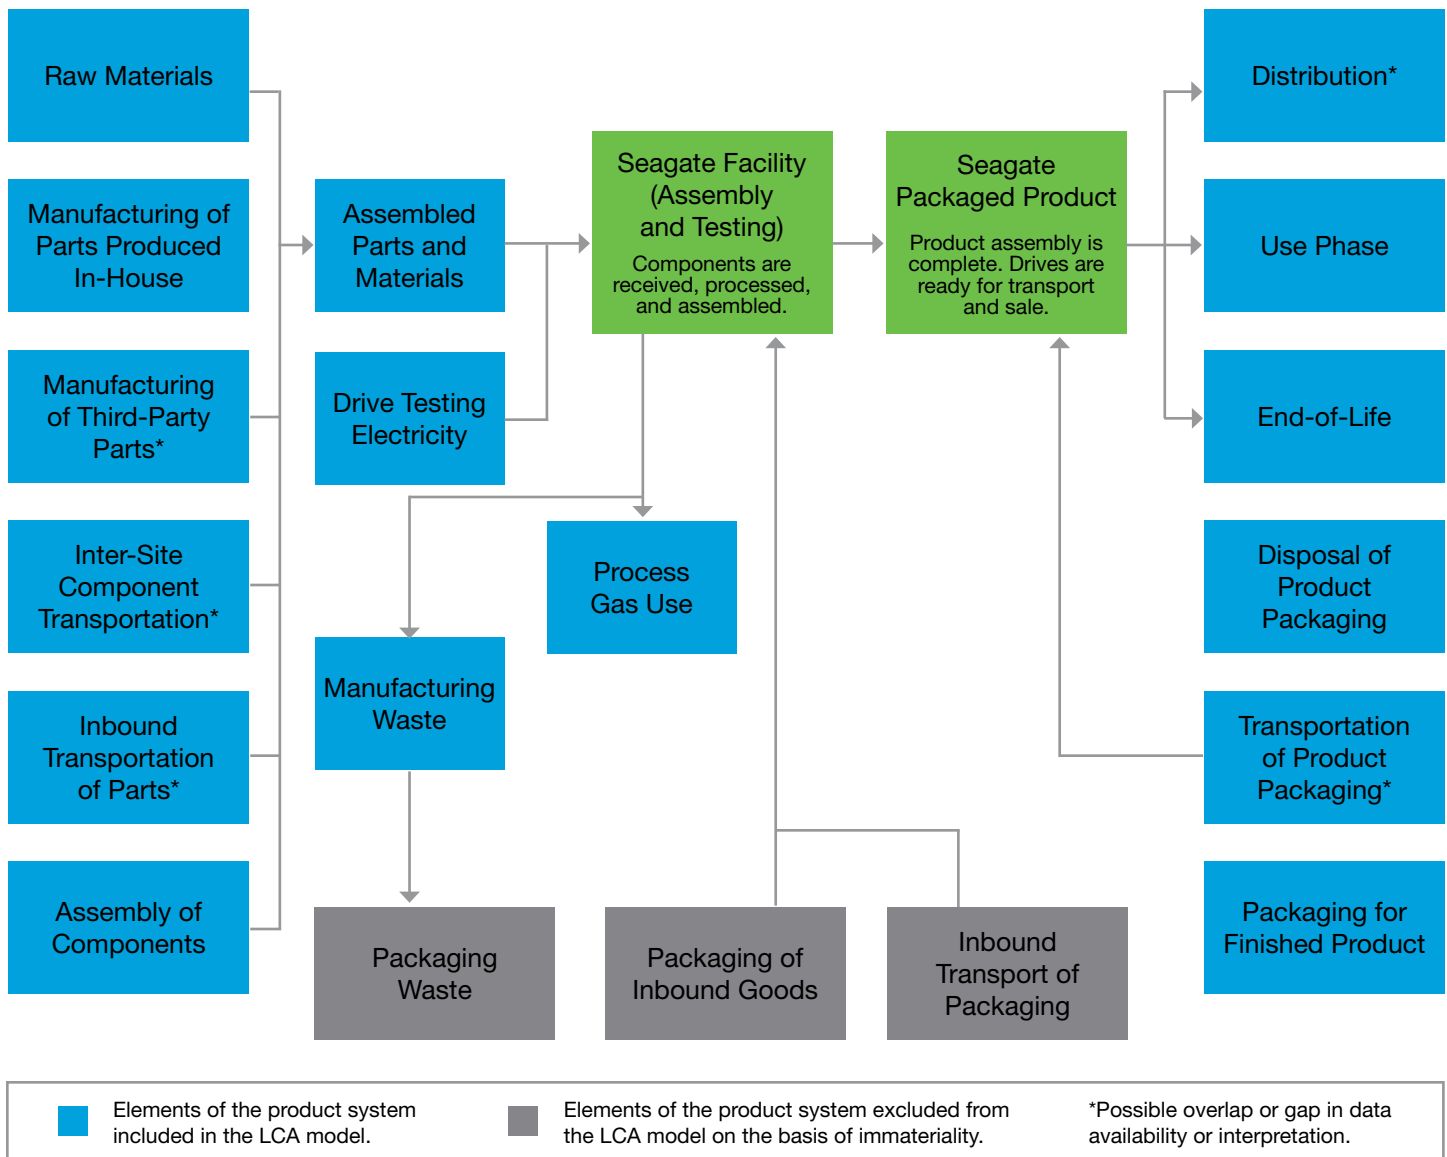 Raw Materials
Manufacturing of
Parts Produced
In-House
Manufacturing
of Third-Party
Parts*
Inter-Site
Component
Transportation*
Inbound
Transportation
of Parts*
Assembly of
Components
Assembled
Parts and
Materials
Drive Testing
Electricity
Manufacturing
Waste
Packaging
Waste
Seagate Facility
(Assembly
and Testing)
Components are
received, processed,
and assembled.
Process
Gas Use
Packaging of
Inbound Goods
Seagate
Packaged Product
Product assembly is
complete. Drives are
ready for transport
and sale.
Inbound
Transport of
Packaging
Distribution*
Use Phase
End-of-Life
Disposal of
Product
Packaging
Transportation
of Product
Packaging*
Packaging for
Finished Product
Elements of the product system
included in the LCA model.
Elements of the product system excluded from
the LCA model on the basis of immateriality.
*Possible overlap or gap in data
availability or interpretation.